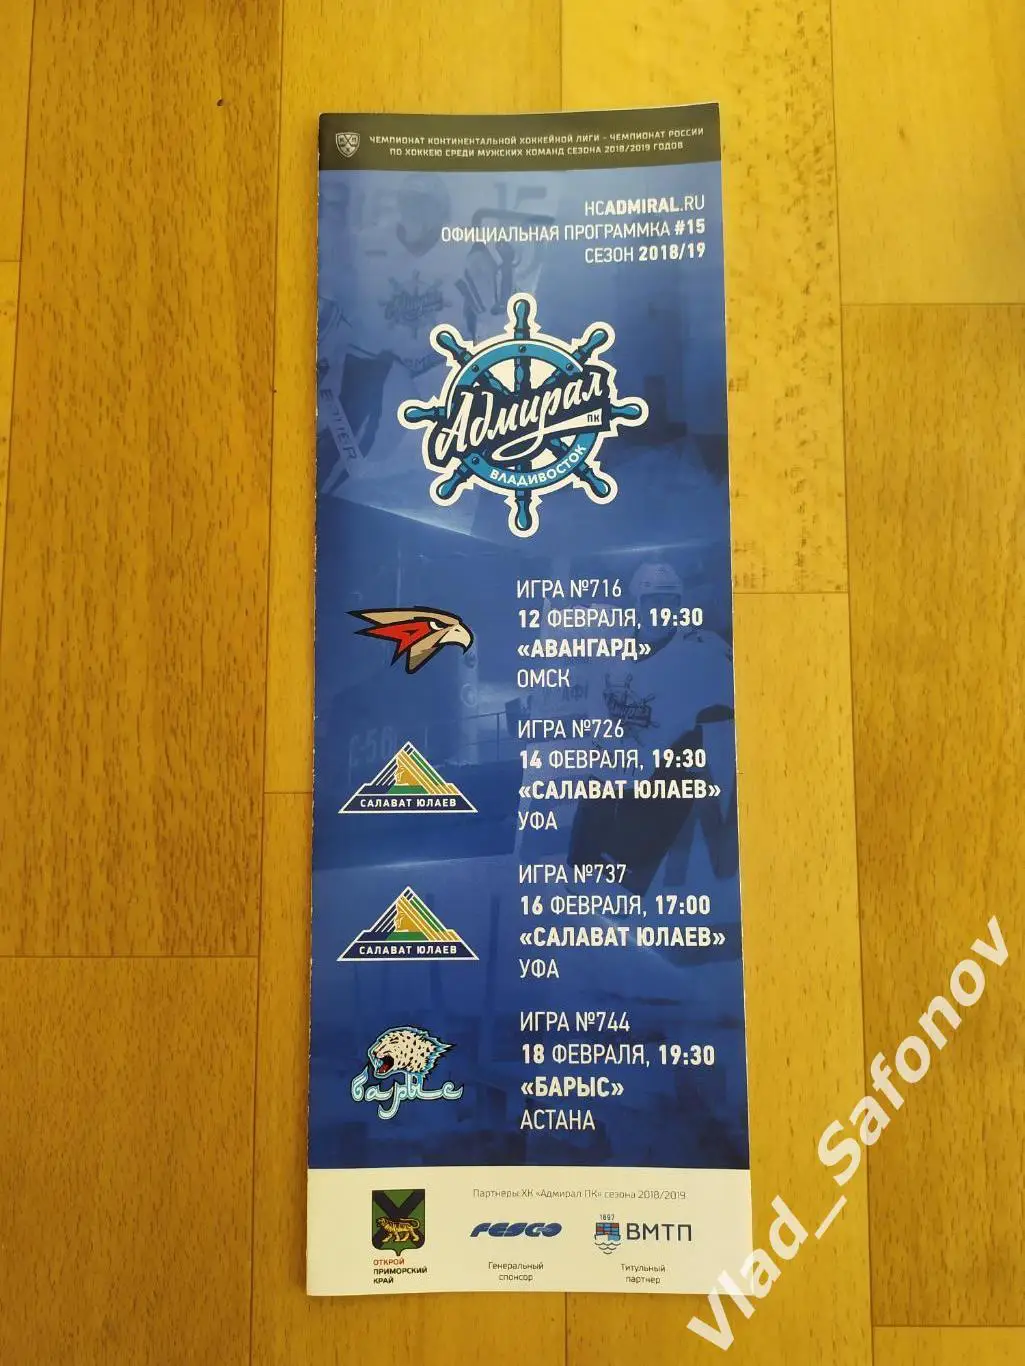 ЧЕМПИОНАТ КОНТИНЕНТАЛЬНОЙ ХОККЕЙНОЙ ЛИГИ - ЧЕМПИОНАТ РОССИИ
ПО ХОККЕЮ СРЕДИ МУЖСКИХ КОМАНД СЕЗОНА 2018/2019 ГОДОВ
HCADMIRAL.RU
ОФИЦИАЛЬНАЯ ПРОГРАММКА #15
СЕЗОН 2018/19
Адмирал
ПК
ВЛАДИВОСТОК
ИГРА №716
12 ФЕВРАЛЯ, 19:30
«АВАНГАРД»
ОМСК
ИГРА №726
14 ФЕВРАЛЯ, 19:30
«САЛАВАТ ЮЛАЕВ»
УФА
САЛАВАТ ЮЛАЕВ
ИГРА №737
16 ФЕВРАЛЯ, 17:00
«САЛАВАТ ЮЛАЕВ»
УФА
САЛАВАТ ЮЛАЕВ
ИГРА №744
18 ФЕВРАЛЯ, 19:30
«БАРЫС»
АСТАНА
барыс
Партнеры ХК «Адмирал ПК» сезона 2018/2019
ОТКРОЙ
ПРИМОРСКИЙ
КРАЙ
FESCO
Генеральный
спонсор
1897
ВМТП
Титульный
партнер
Vlad_Safonov